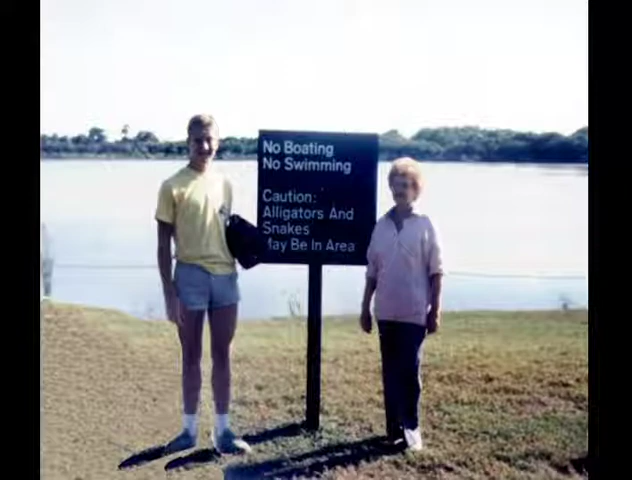 No Boating
No Swimming
Caution:
Alligators And
Snakes
May Be In Area